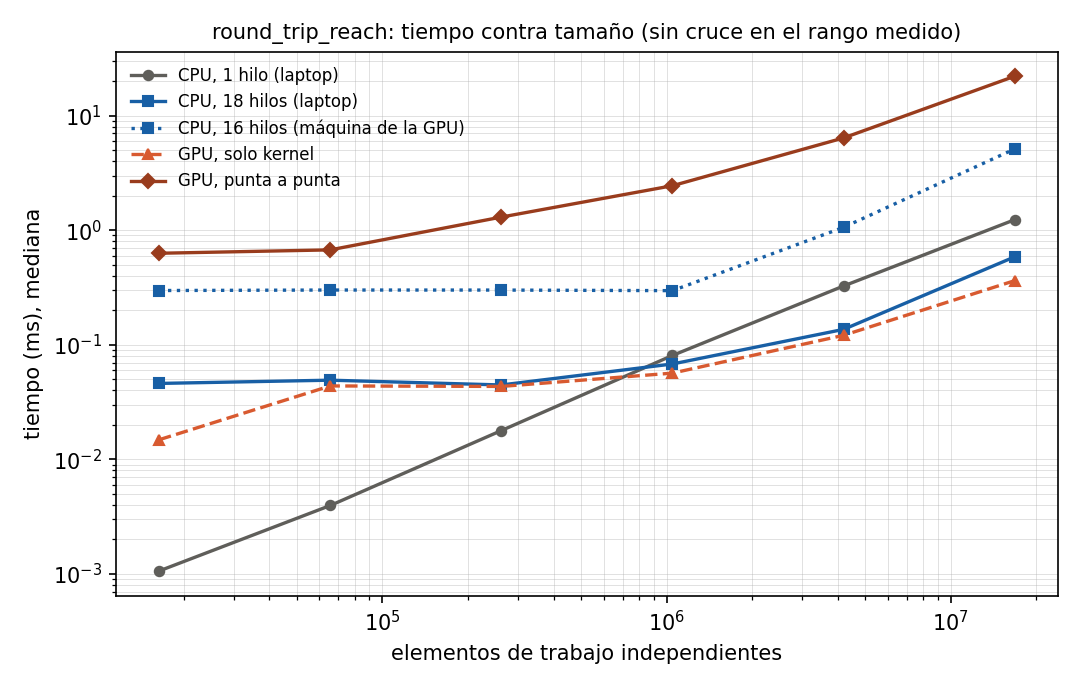 round_trip_reach: tiempo contra tamaño (sin cruce en el rango medido)
CPU, 1 hilo (laptop)
CPU, 18 hilos (laptop)
CPU, 16 hilos (máquina de la GPU)
GPU, solo kernel
GPU, punta a punta
tiempo (ms), mediana
10¹
10⁰
10⁻¹
10⁻²
10⁻³
10⁵
10⁶
10⁷
elementos de trabajo independientes